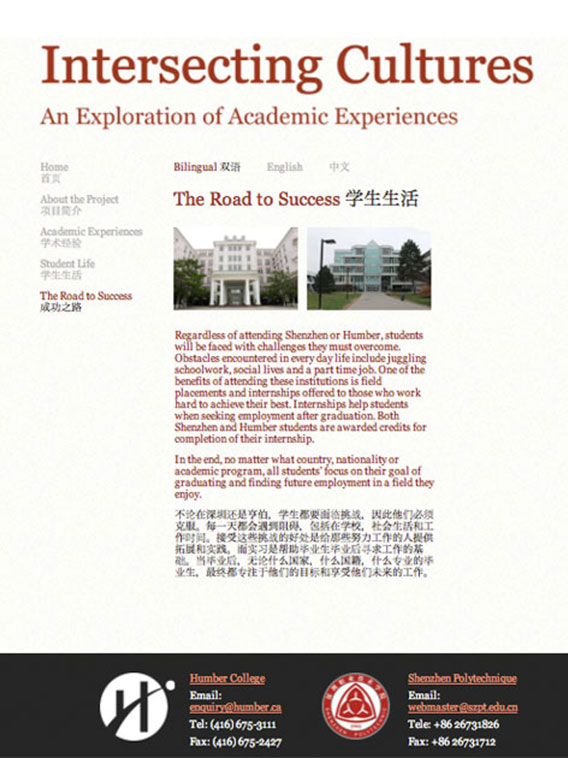 Intersecting Cultures
An Exploration of Academic Experiences
Home
首页
About the Project
项目简介
Academic Experiences
学术经验
Student Life
学生生活
The Road to Success
成功之路
Bilingual 双语 English 中文
The Road to Success 学生生活
Regardless of attending Shenzhen or Humber, students
will be faced with challenges they must overcome.
Obstacles encountered in every day life include juggling
schoolwork, social lives and a part time job. One of the
benefits of attending these institutions is field
placements and internships offered to those who work
hard to achieve their best. Internships help students
when seeking employment after graduation. Both
Shenzhen and Humber students are awarded credits for
completion of their internship.
In the end, no matter what country, nationality or
academic program, all students' focus on their goal of
graduating and finding future employment in a field they
enjoy.
不论在深圳还是亨伯，学生都要面临挑战，因此他们必须
克服。每一天都会遇到阻碍，包括在学校，社会生活和工
作时间。接受这些挑战的好处是给那些努力工作的人提供
拓展和实践。而实习是帮助毕业生毕业后寻求工作的基
础。当毕业后，无论什么国家，什么国籍，什么专业的毕
业生，最终都专注于他们的目标和享受他们未来的工作。
Humber College
Email:
enquiry@humber.ca
Tel: (416) 675-3111
Fax: (416) 675-2427
Shenzhen Polytechnique
Email:
webmaster@szpt.edu.cn
Tele: +86 26731826
Fax: +86 26731712